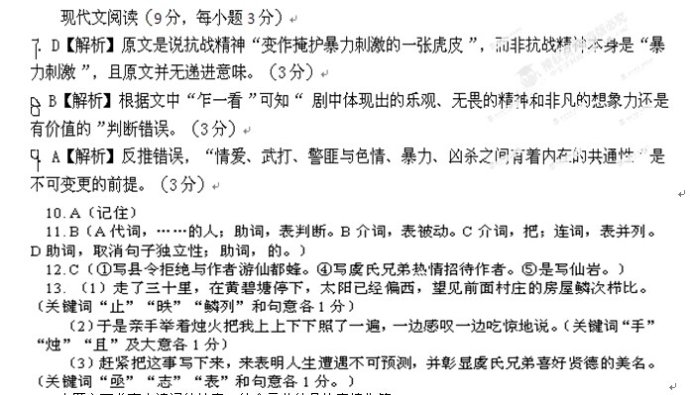 现代文阅读（9分，每小题3分）
7. D【解析】原文是说抗战精神“变作掩护暴力刺激的一张虎皮”，而非抗战精神本身是“暴
力刺激”，且原文并无递进意味。（3分）
8 B【解析】根据文中“乍一看”可知“ 剧中体现出的乐观、无畏的精神和非凡的想象力还是
有价值的”判断错误。（3分）
9 A【解析】反推错误，“情爱、武打、警匪与色情、暴力、凶杀之间有着内在的共通性”是
不可变更的前提。（3分）
10.A（记住）
11.B（A 代词，……的人；助词，表判断。B 介词，表被动。C 介词，把；连词，表并列。
D 助词，取消句子独立性；助词，的。）
12.C（①写县令拒绝与作者游仙都蜂。④写虞氏兄弟热情招待作者。⑤是写仙岩。）
13.（1）走了三十里，在黄碧塘停下，太阳已经偏西，望见前面村庄的房屋鳞次栉比。
（关键词“止”“昳”“鳞列”和句意各1分）
（2）于是亲手举着烛火把我上上下下照了一遍，一边感叹一边吃惊地说。（关键词“手”
“烛”“且”及大意各1分）
（3）赶紧把这事写下来，来表明人生遭遇不可预测，并彰显虞氏兄弟喜好贤德的美名。
（关键词“亟”“志”“表”和句意各1分。）